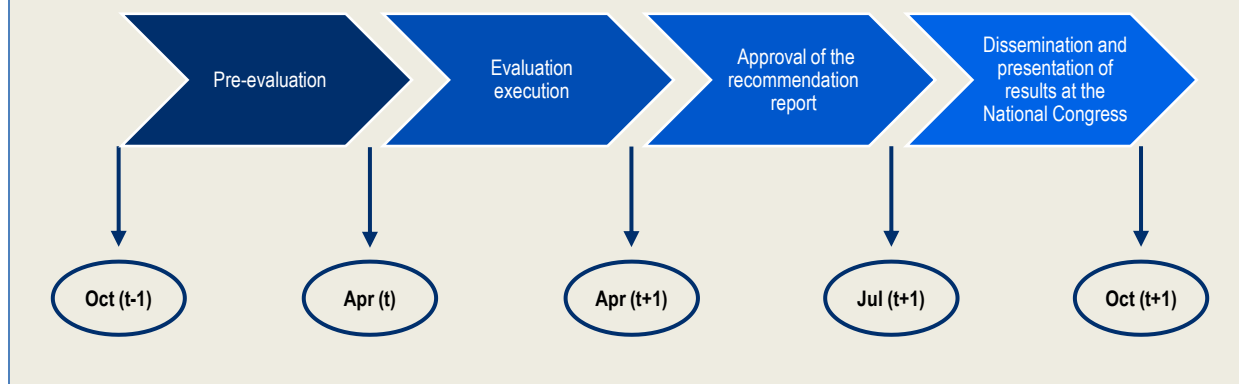 Pre-evaluation
Evaluation
execution
Approval of the
recommendation
report
Dissemination and
presentation of
results at the
National Congress
Oct (t-1)
Apr (t)
Apr (t+1)
Jul (t+1)
Oct (t+1)